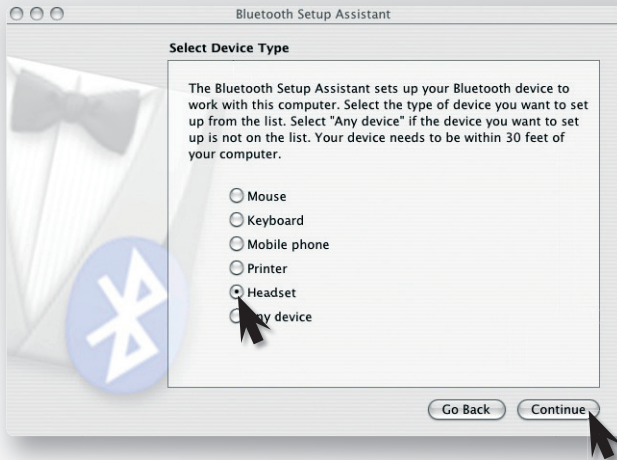 Bluetooth Setup Assistant
Select Device Type
The Bluetooth Setup Assistant sets up your Bluetooth device to
work with this computer. Select the type of device you want to set
up from the list. Select "Any device" if the device you want to set
up is not on the list. Your device needs to be within 30 feet of
your computer.
Mouse
Keyboard
Mobile phone
Printer
Headset
device
Go Back
Continue